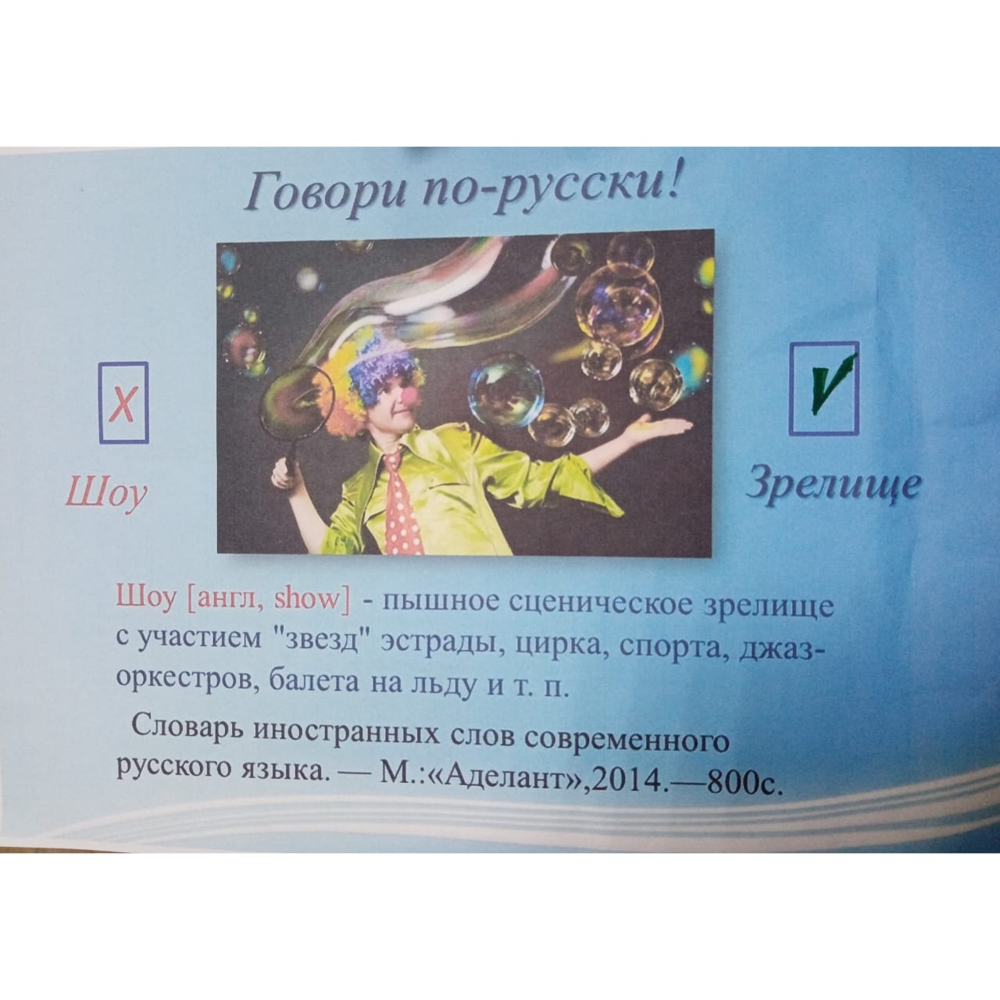 Говори по-русски!
X
V
Шоу
Зрелище
Шоу [англ, show] - пышное сценическое зрелище
с участием "звезд" эстрады, цирка, спорта, джаз-
оркестров, балета на льду и т. п.
Словарь иностранных слов современного
русского языка. — М.:«Аделант»,2014.—800с.